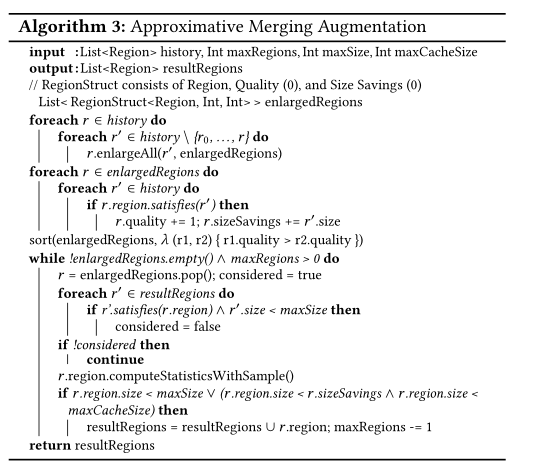 Algorithm 3: Approximative Merging Augmentation
input : List<Region> history, Int maxRegions, Int maxSize, Int maxCacheSize
output: List<Region> resultRegions
// RegionStruct consists of Region, Quality (0), and Size Savings (0)
List< RegionStruct<Region, Int, Int> > enlargedRegions
foreach r ∈ history do
foreach r′ ∈ history \ {r₀, …, r} do
r.enlargeAll(r′, enlargedRegions)
foreach r ∈ enlargedRegions do
foreach r′ ∈ history do
if r.region.satisfies(r′) then
r.quality += 1; r.sizeSavings += r′.size
sort(enlargedRegions, λ (r1, r2) { r1.quality > r2.quality })
while !enlargedRegions.empty() ∧ maxRegions > 0 do
r = enlargedRegions.pop(); considered = true
foreach r′ ∈ resultRegions do
if r'.satisfies(r.region) ∧ r′.size < maxSize then
considered = false
if !considered then
continue
r.region.computeStatisticsWithSample()
if r.region.size < maxSize ∨ (r.region.size < r.sizeSavings ∧ r.region.size <
maxCacheSize) then
resultRegions = resultRegions ∪ r.region; maxRegions -= 1
return resultRegions